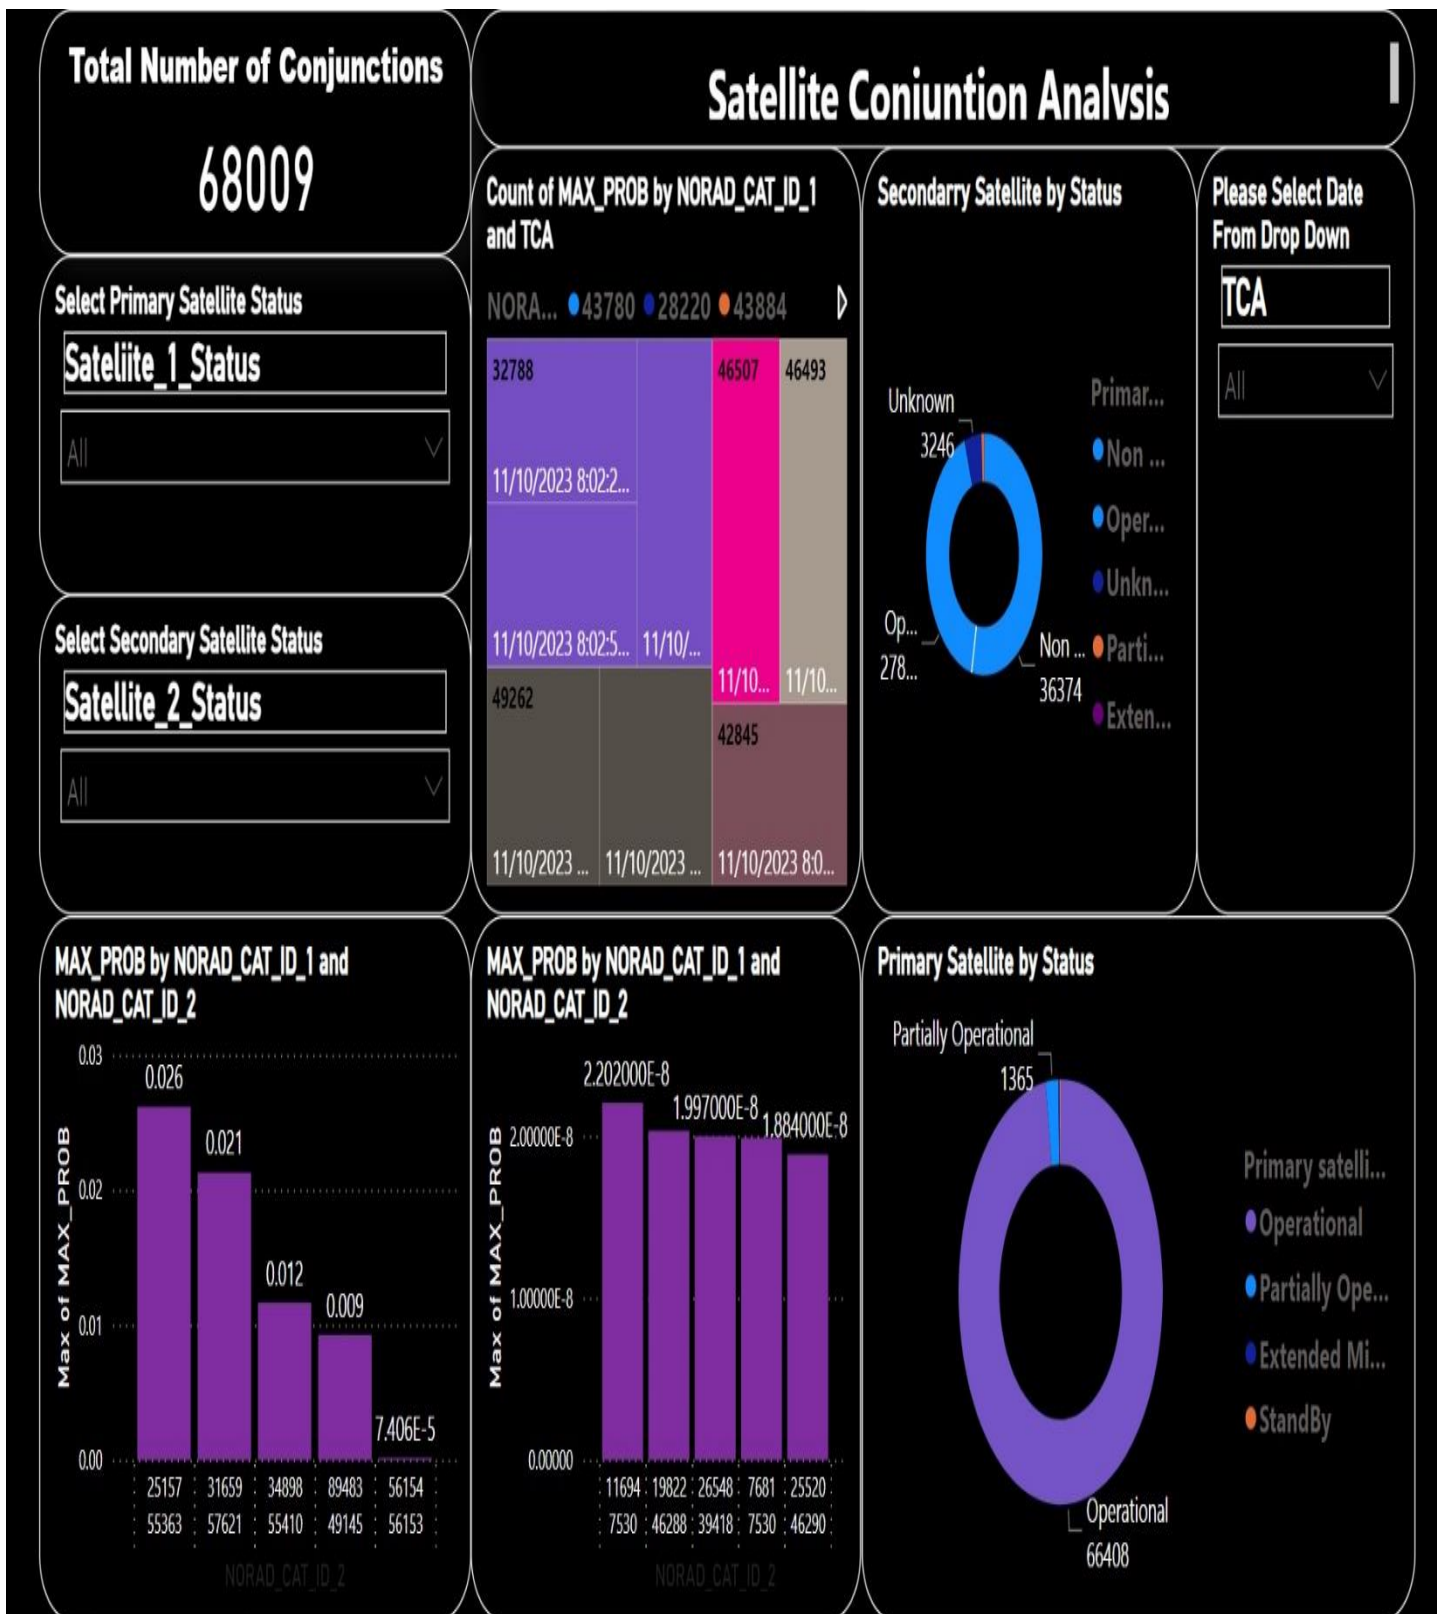 Total Number of Conjunctions
68009
Satellite Coniuntion Analvsis
Select Primary Satellite Status
Sateliite_1_Status
All
Select Secondary Satellite Status
Satellite_2_Status
All
Count of MAX_PROB by NORAD_CAT_ID_1
and TCA
NORA... 43780 28220 43884
32788
11/10/2023 8:02:2...
11/10/2023 8:02:5...
11/10/...
46507
11/10...
46493
11/10...
49262
11/10/2023 ...
11/10/2023 ...
42845
11/10/2023 8:0...
Secondarry Satellite by Status
Unknown
3246
Op...
278...
Non ...
36374
Primar...
Non ...
Oper...
Unkn...
Parti...
Exten...
Please Select Date
From Drop Down
TCA
All
MAX_PROB by NORAD_CAT_ID_1 and
NORAD_CAT_ID_2
Max of MAX_PROB
0.03
0.02
0.01
0.00
0.026
0.021
0.012
0.009
7.406E-5
25157 31659 34898 89483 56154
55363 57621 55410 49145 56153
NORAD_CAT_ID_2
MAX_PROB by NORAD_CAT_ID_1 and
NORAD_CAT_ID_2
Max of MAX_PROB
2.00000E-8
1.00000E-8
0.00000
2.202000E-8
1.997000E-8
1.884000E-8
11694 19822 26548 7681 25520
7530 46288 39418 7530 46290
NORAD_CAT_ID_2
Primary Satellite by Status
Partially Operational
1365
Operational
66408
Primary satelli...
Operational
Partially Ope...
Extended Mi...
StandBy